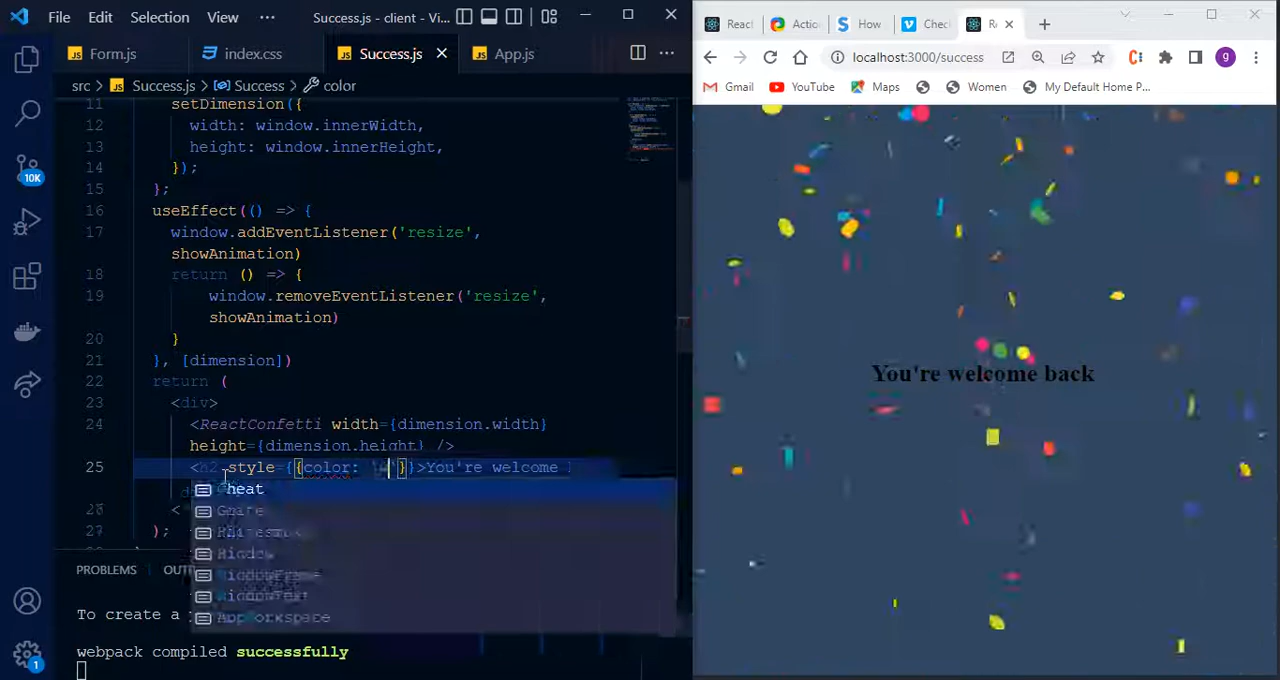 File Edit Selection View ··· Success.js - client - Vi...
Form.js index.css Success.js App.js
src > Success.js > Success > color
11 setDimension({
12 width: window.innerWidth,
13 height: window.innerHeight,
14 });
15 };
16 useEffect(() => {
17 window.addEventListener('resize',
showAnimation)
18 return () => {
19 window.removeEventListener('resize',
showAnimation)
20 }
21 }, [dimension])
22 return (
23 <div>
24 <ReactConfetti width={dimension.width}
height={dimension.height} />
25 <h2 style={{color: '
'}}>You're welcome
heat
26
27 );
10K
PROBLEMS OUT
To create a
webpack compiled successfully
1
React Actio How Chec Re
localhost:3000/success
g
Gmail YouTube Maps Women My Default Home P...
You're welcome back